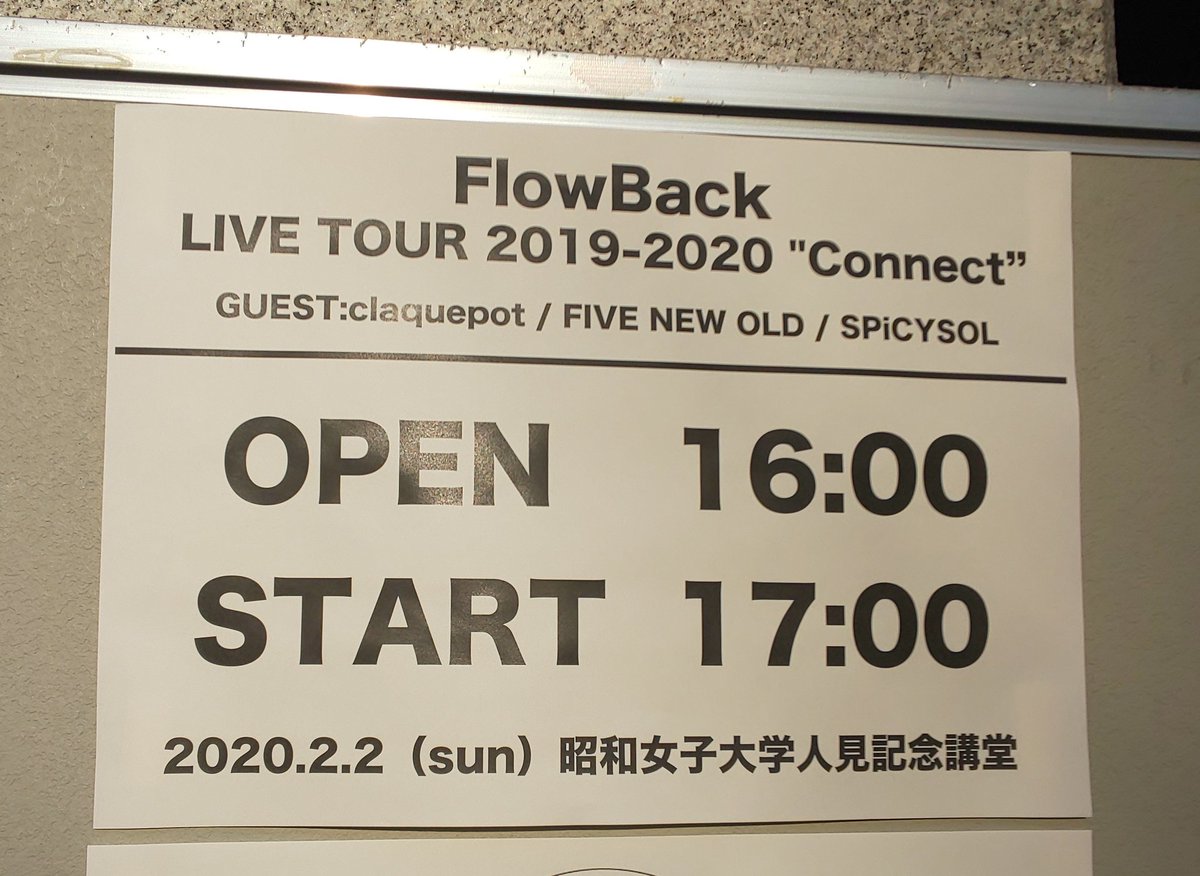 FlowBack
LIVE TOUR 2019-2020 "Connect”
GUEST:claquepot / FIVE NEW OLD / SPiCYSOL
OPEN 16:00
START 17:00
2020.2.2（sun）昭和女子大学人見記念講堂